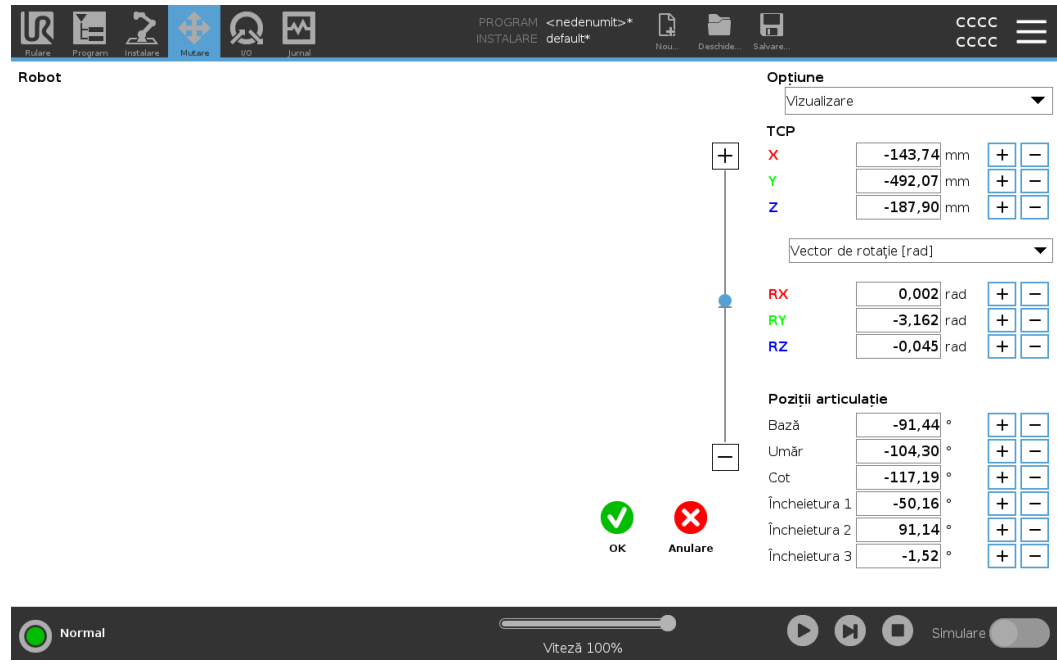 PROGRAM <nedenumit>*
INSTALARE default*
CCCC
CCCC
Rulare Program Instalare Mutare I/O Jurnal Nou... Deschide... Salvare...
Robot
Opțiune
Vizualizare
TCP
X -143,74 mm + −
Y -492,07 mm + −
Z -187,90 mm + −
Vector de rotație [rad]
RX 0,002 rad + −
RY -3,162 rad + −
RZ -0,045 rad + −
Poziții articulație
Bază -91,44 ° + −
Umăr -104,30 ° + −
Cot -117,19 ° + −
Încheietura 1 -50,16 ° + −
Încheietura 2 91,14 ° + −
Încheietura 3 -1,52 ° + −
OK Anulare
Normal
Viteză 100%
Simulare